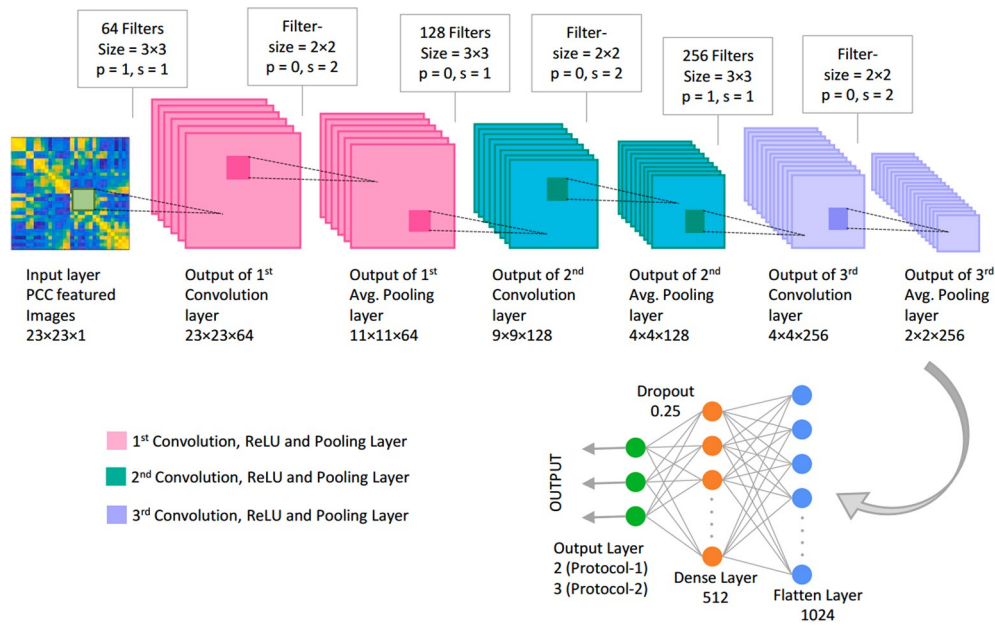 64 Filters
Size = 3×3
p = 1, s = 1
Filter-
size = 2×2
p = 0, s = 2
128 Filters
Size = 3×3
p = 0, s = 1
Filter-
size = 2×2
p = 0, s = 2
256 Filters
Size = 3×3
p = 1, s = 1
Filter-
size = 2×2
p = 0, s = 2
Input layer
PCC featured
Images
23×23×1
Output of 1st
Convolution
layer
23×23×64
Output of 1st
Avg. Pooling
layer
11×11×64
Output of 2nd
Convolution
layer
9×9×128
Output of 2nd
Avg. Pooling
layer
4×4×128
Output of 3rd
Convolution
layer
4×4×256
Output of 3rd
Avg. Pooling
layer
2×2×256
1st Convolution, ReLU and Pooling Layer
2nd Convolution, ReLU and Pooling Layer
3rd Convolution, ReLU and Pooling Layer
Dropout
0.25
OUTPUT
Output Layer
2 (Protocol-1)
3 (Protocol-2)
Dense Layer
512
Flatten Layer
1024